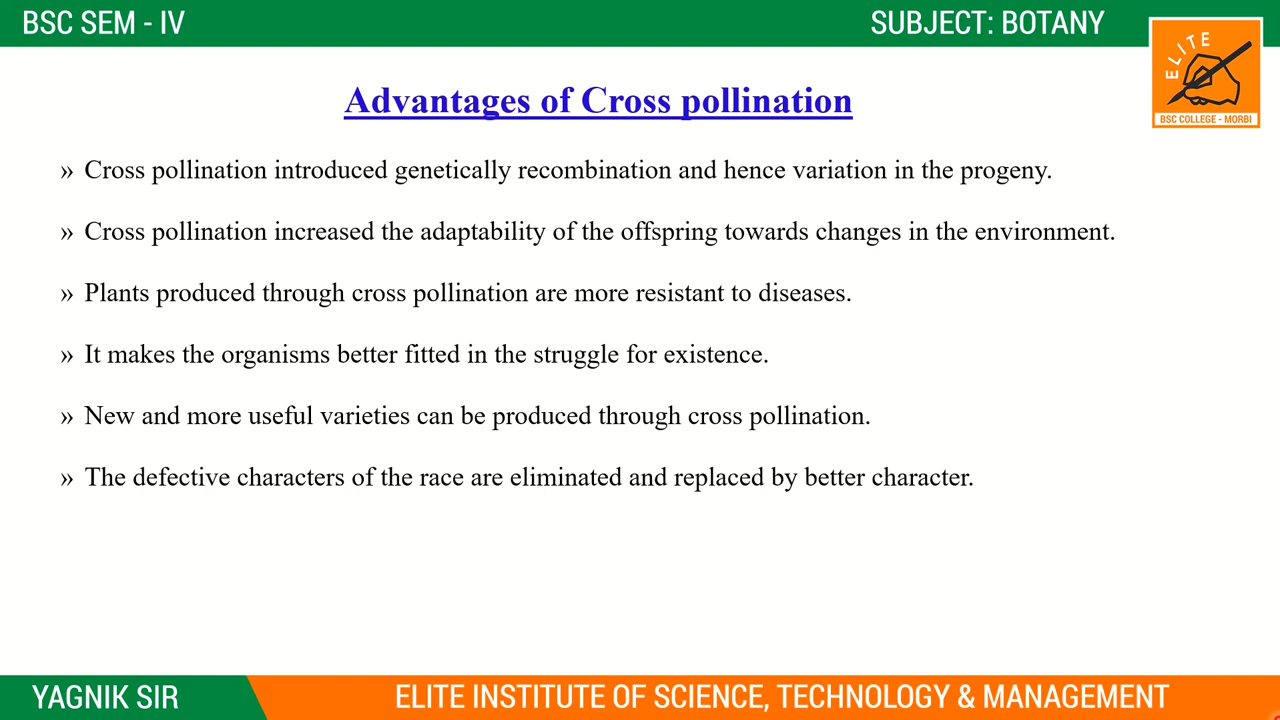 BSC SEM - IV
SUBJECT: BOTANY
ELITE
BSC COLLEGE - MORBI
Advantages of Cross pollination
» Cross pollination introduced genetically recombination and hence variation in the progeny.
» Cross pollination increased the adaptability of the offspring towards changes in the environment.
» Plants produced through cross pollination are more resistant to diseases.
» It makes the organisms better fitted in the struggle for existence.
» New and more useful varieties can be produced through cross pollination.
» The defective characters of the race are eliminated and replaced by better character.
YAGNIK SIR
ELITE INSTITUTE OF SCIENCE, TECHNOLOGY & MANAGEMENT